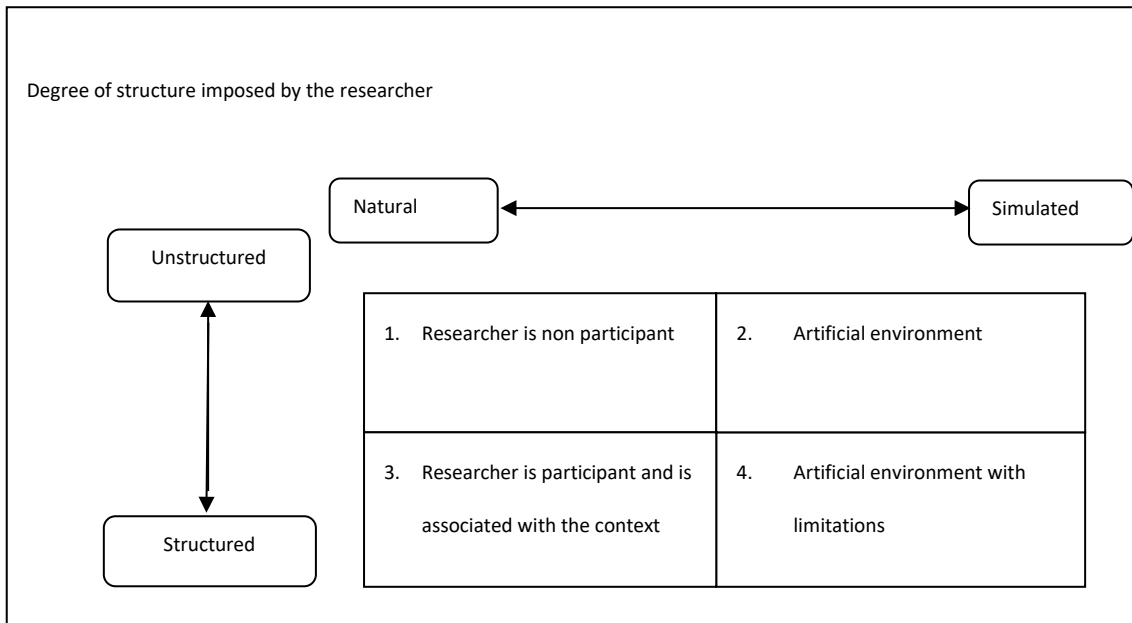 Degree of structure imposed by the researcher
Natural
Simulated
Unstructured
1. Researcher is non participant
2. Artificial environment
3. Researcher is participant and is
associated with the context
4. Artificial environment with
limitations
Structured